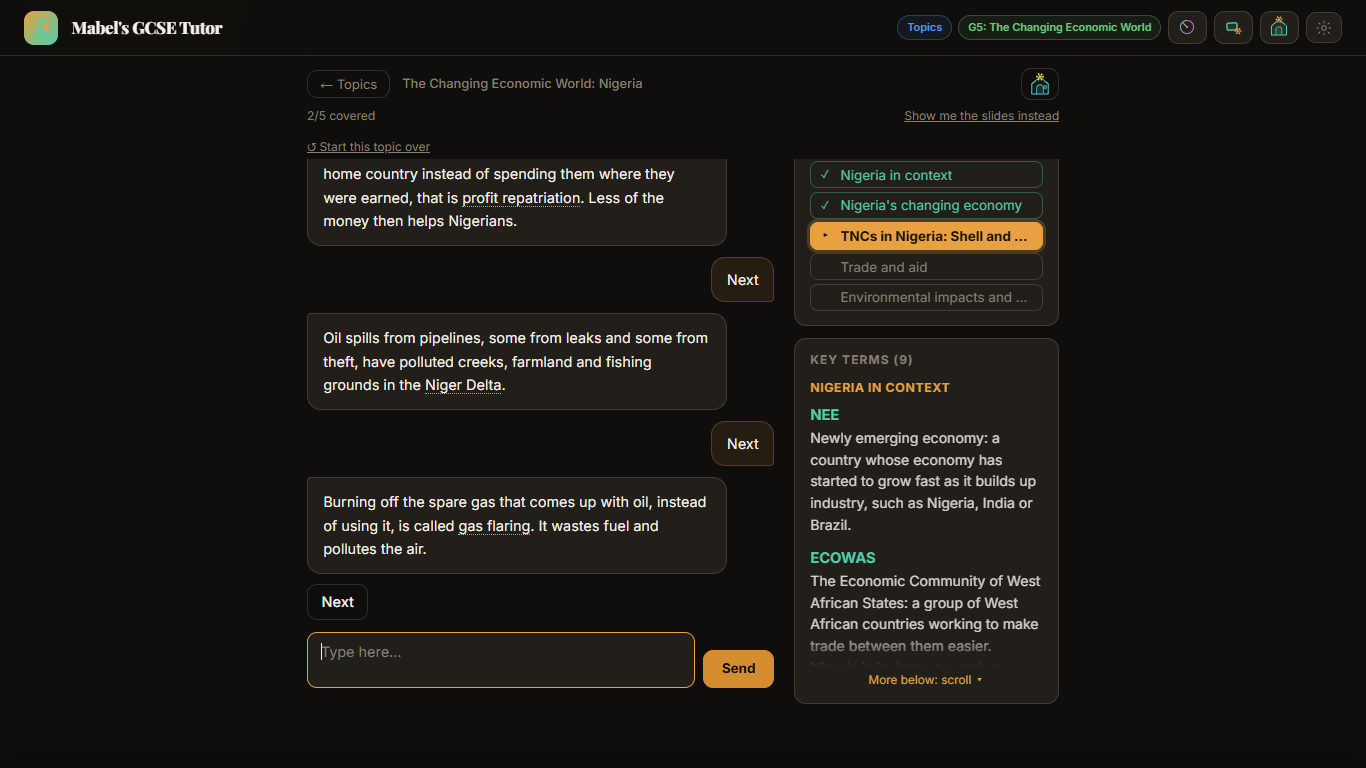 Mabel's GCSE Tutor
Topics
G5: The Changing Economic World
← Topics
The Changing Economic World: Nigeria
2/5 covered
Show me the slides instead
↺ Start this topic over
home country instead of spending them where they
were earned, that is profit repatriation. Less of the
money then helps Nigerians.
Next
Oil spills from pipelines, some from leaks and some from
theft, have polluted creeks, farmland and fishing
grounds in the Niger Delta.
Next
Burning off the spare gas that comes up with oil, instead
of using it, is called gas flaring. It wastes fuel and
pollutes the air.
Next
Type here...
Send
✓ Nigeria in context
✓ Nigeria's changing economy
▸ TNCs in Nigeria: Shell and ...
Trade and aid
Environmental impacts and ...
KEY TERMS (9)
NIGERIA IN CONTEXT
NEE
Newly emerging economy: a
country whose economy has
started to grow fast as it builds up
industry, such as Nigeria, India or
Brazil.
ECOWAS
The Economic Community of West
African States: a group of West
African countries working to make
trade between them easier.
More below: scroll ▾